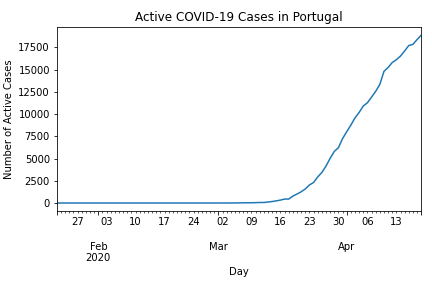 Active COVID-19 Cases in Portugal
Number of Active Cases
17500
15000
12500
10000
7500
5000
2500
0
27 03 10 17 24 02 09 16 23 30 06 13
Feb Mar Apr
2020
Day